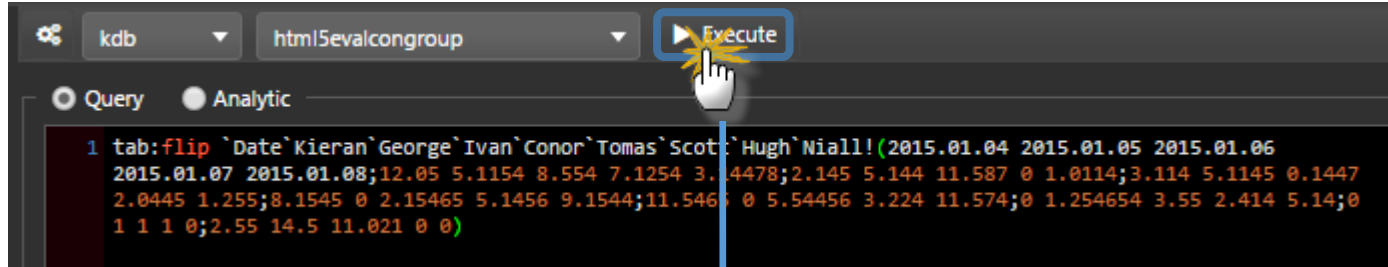 kdb html5evalcongroup Execute
Query Analytic
1 tab:flip `Date`Kieran`George`Ivan`Conor`Tomas`Scott`Hugh`Niall!(2015.01.04 2015.01.05 2015.01.06
2015.01.07 2015.01.08;12.05 5.1154 8.554 7.1254 3.14478;2.145 5.144 11.587 0 1.0114;3.114 5.1145 0.1447
2.0445 1.255;8.1545 0 2.15465 5.1456 9.1544;11.5465 0 5.54456 3.224 11.574;0 1.254654 3.55 2.414 5.14;0
1 1 1 0;2.55 14.5 11.021 0 0)